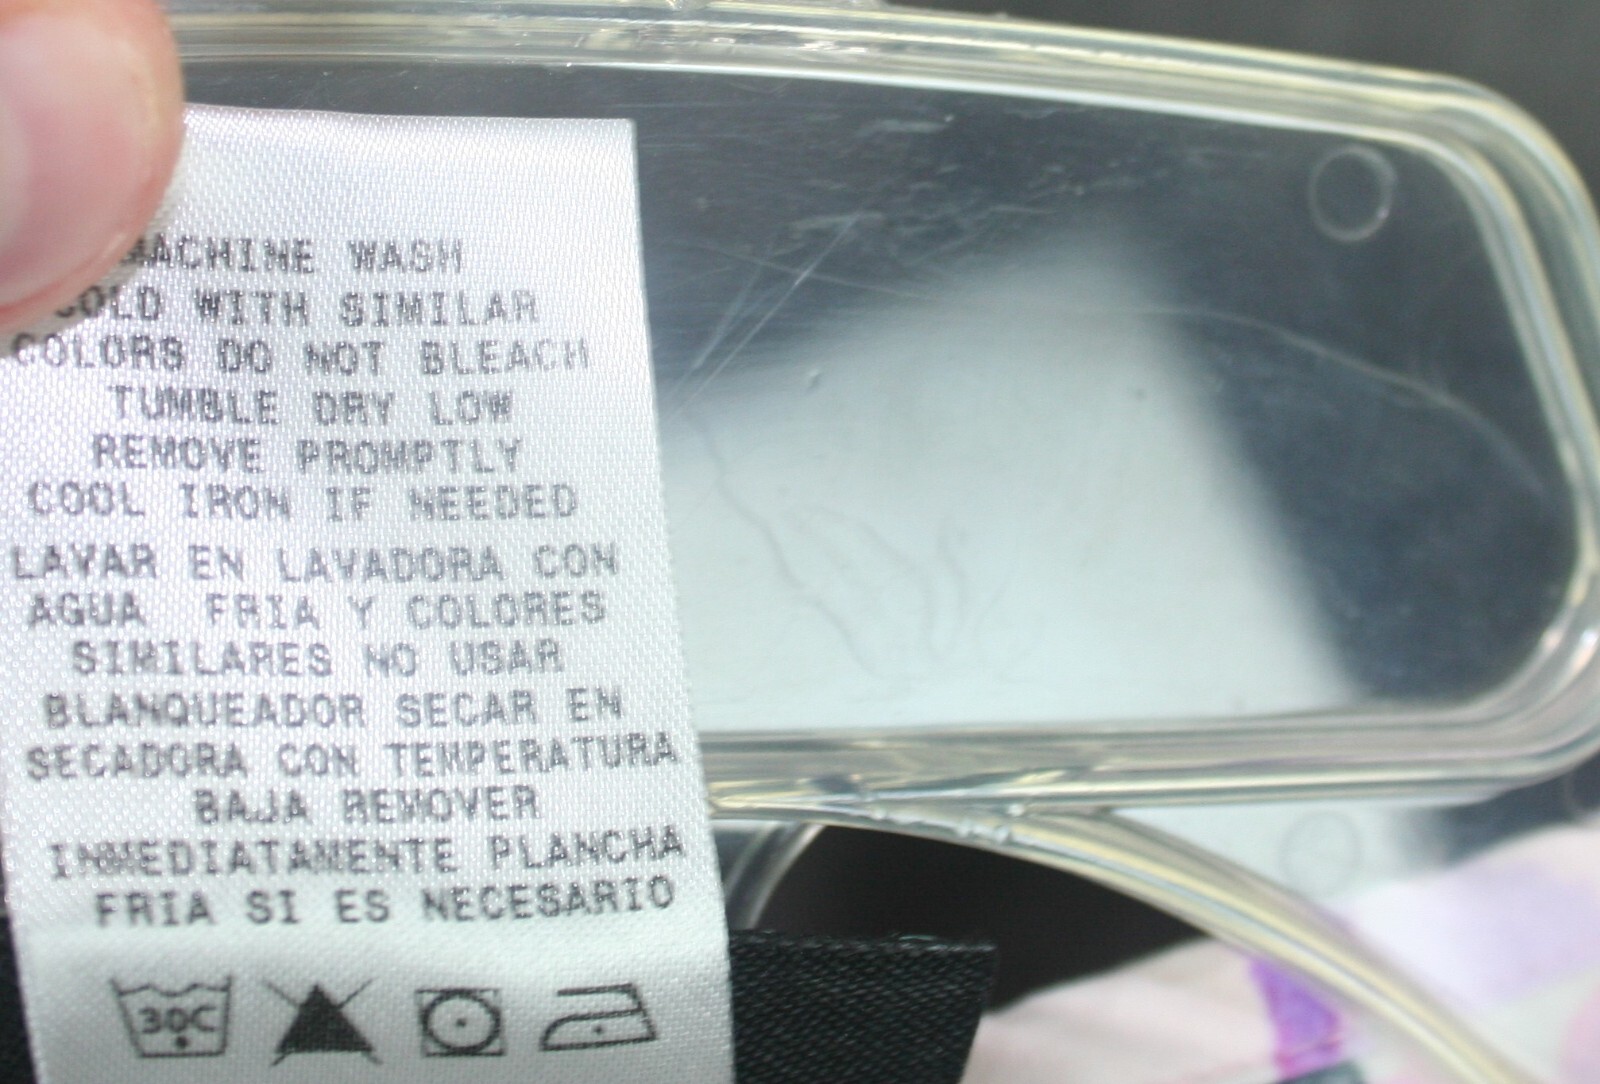 MACHINE WASH
COLD WITH SIMILAR
COLORS DO NOT BLEACH
TUMBLE DRY LOW
REMOVE PROMPTLY
COOL IRON IF NEEDED
LAVAR EN LAVADORA CON
AGUA FRIA Y COLORES
SIMILARES NO USAR
BLANQUEADOR SECAR EN
SECADORA CON TEMPERATURA
BAJA REMOVER
INMEDIATAMENTE PLANCHA
FRIA SI ES NECESARIO
30C